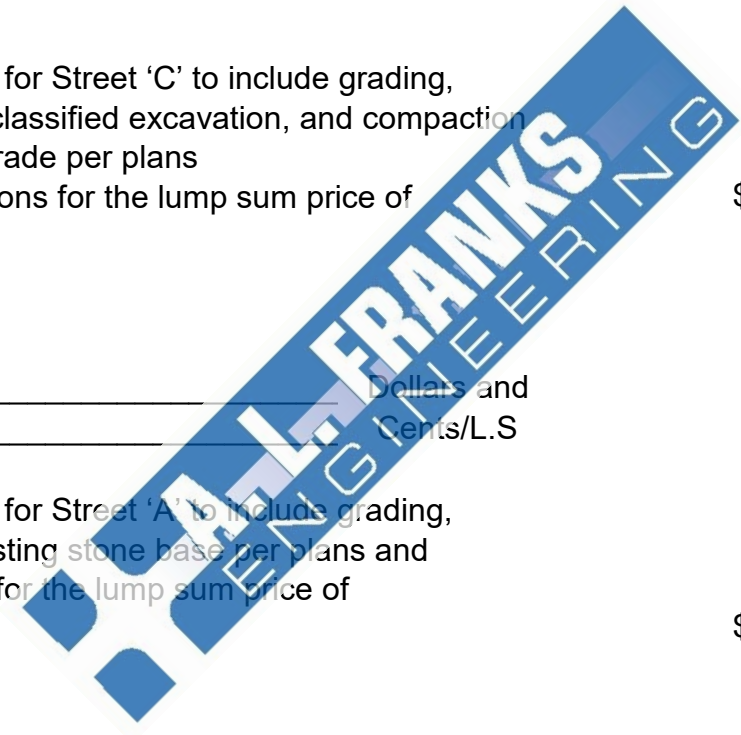 for Street ‘C’ to include grading,
classified excavation, and compaction
rade per plans
ons for the lump sum price of
$
Dollars and
Cents/L.S
for Street ‘A’ to include grading,
sting stone base per plans and
for the lump sum price of
$
A. L. FRANKS
ENGINEERING